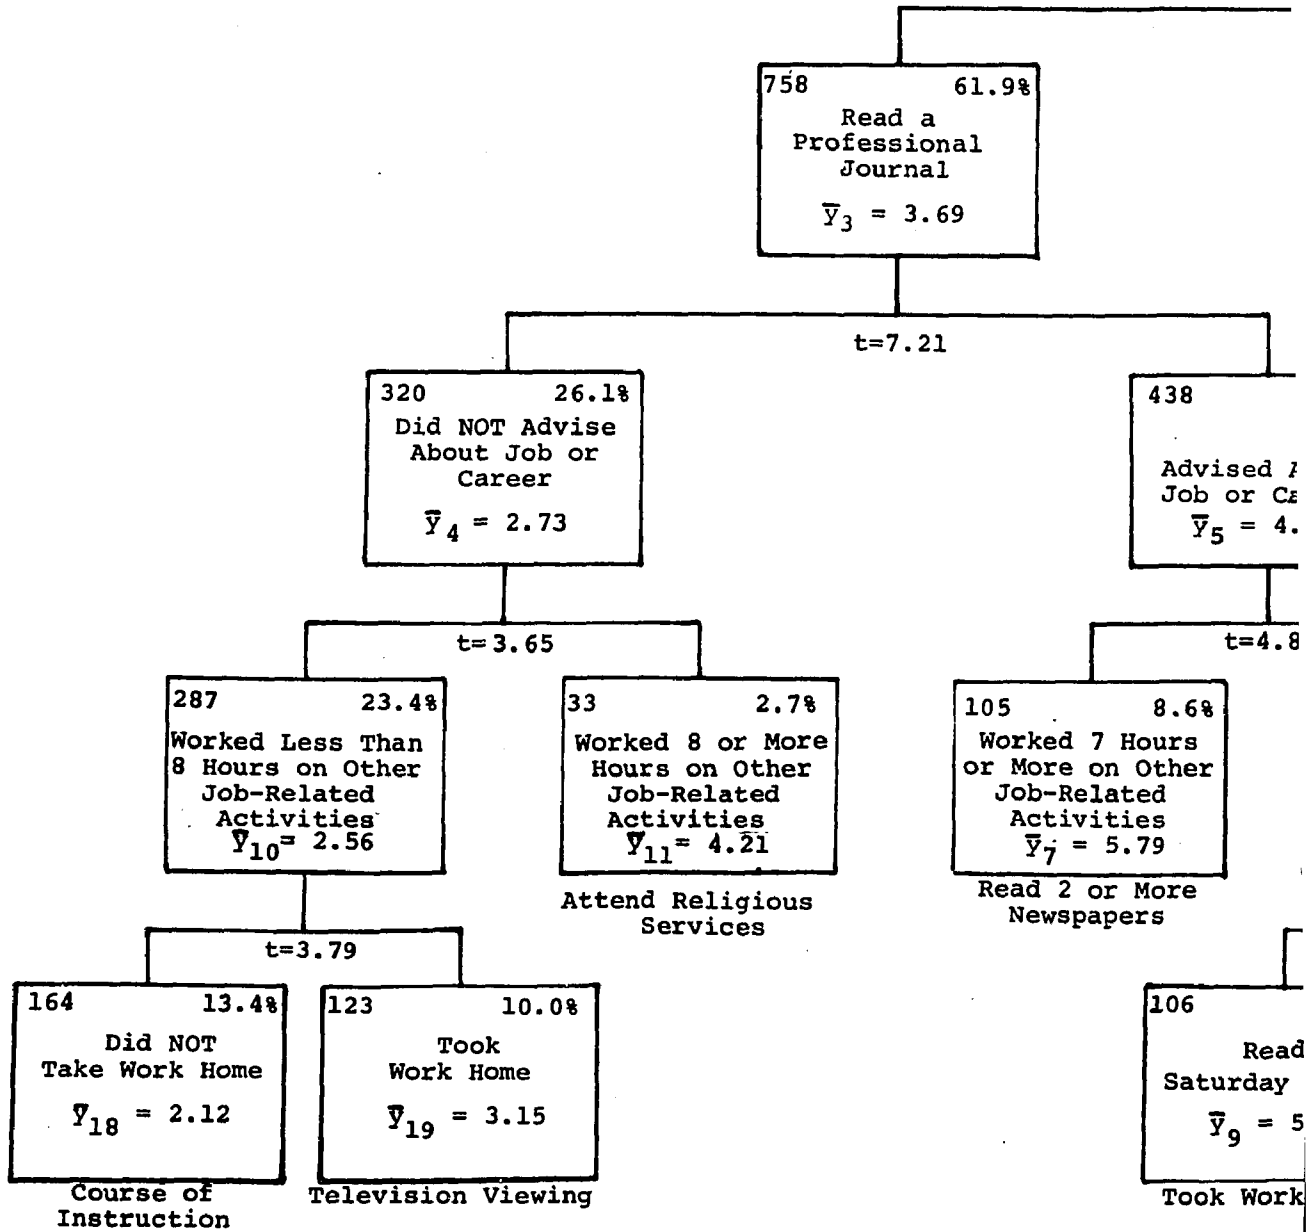 758 61.9%
Read a
Professional
Journal
ȳ3 = 3.69
t=7.21
320 26.1%
Did NOT Advise
About Job or
Career
ȳ4 = 2.73
438
Advised
Job or
ȳ5 = 4.
t=3.65
t=4.8
287 23.4%
Worked Less Than
8 Hours on Other
Job-Related
Activities
ȳ10= 2.56
33 2.7%
Worked 8 or More
Hours on Other
Job-Related
Activities
ȳ11= 4.21
Attend Religious
Services
105 8.6%
Worked 7 Hours
or More on Other
Job-Related
Activities
ȳ7 = 5.79
Read 2 or More
Newspapers
t=3.79
164 13.4%
Did NOT
Take Work Home
ȳ18 = 2.12
Course of
Instruction
123 10.0%
Took
Work Home
ȳ19 = 3.15
Television Viewing
106
Read
Saturday
ȳ9 = 5
Took Work